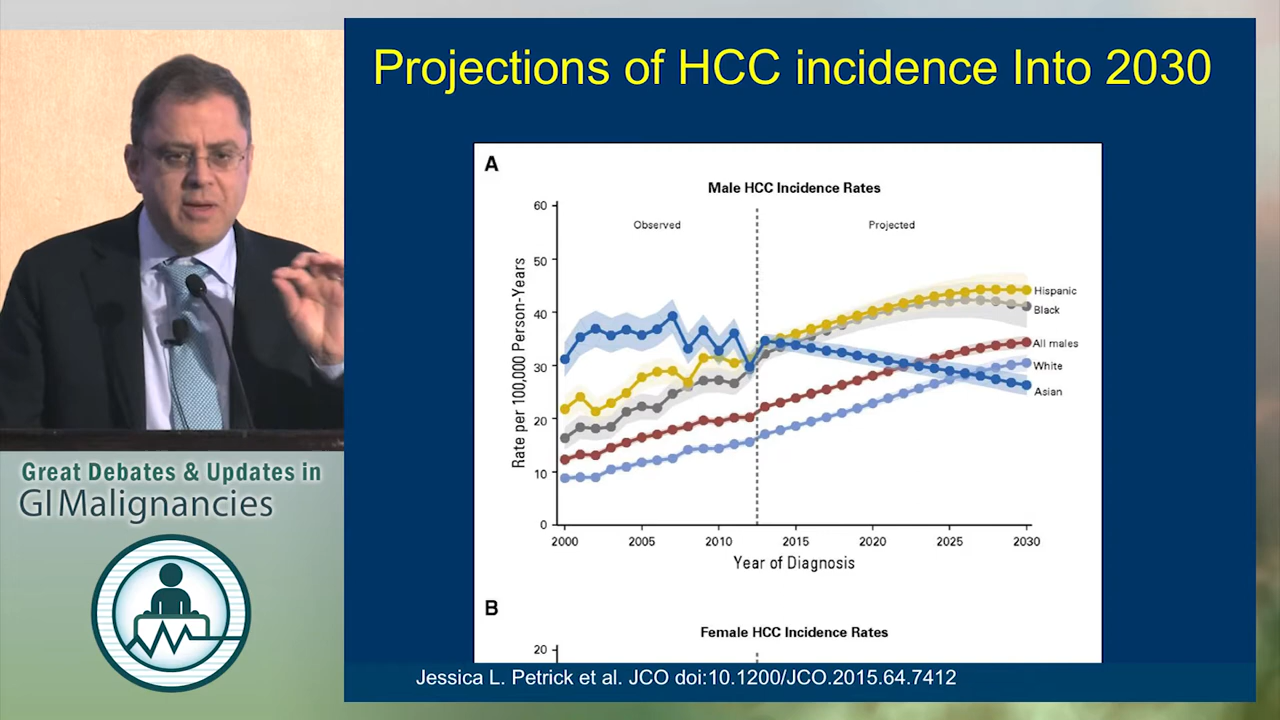 Projections of HCC incidence Into 2030
A
Male HCC Incidence Rates
Observed
Projected
Rate per 100,000 Person-Years
60
50
40
30
20
10
0
Hispanic
Black
All males
White
Asian
2000 2005 2010 2015 2020 2025 2030
Year of Diagnosis
B
Female HCC Incidence Rates
20
Jessica L. Petrick et al. JCO doi:10.1200/JCO.2015.64.7412
Great Debates & Updates in
GI Malignancies